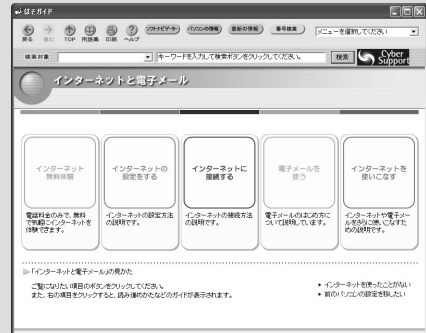 ぱそガイド
戻る 進む TOP 用語集 印刷 ヘルプ ソフトナビゲーター パソコンの情報 最新の情報 番号検索 メニューを選択してください
検索対象 キーワードを入力して検索ボタンをクリックしてください。 検索 Cyber Support
インターネットと電子メール
インターネット
無料体験
インターネットの
設定をする
インターネットに
接続する
電子メールを
使う
インターネットを
使いこなす
電話料金のみで、無料
で気軽にインターネットを
体験できます。
インターネットの設定方法
の説明です。
インターネットの接続方法
の説明です。
電子メールのはじめ方に
ついて説明しています。
インターネットや電子メー
ルをさらに使いこなすた
めの説明です。
「インターネットと電子メール」の見かた
ご覧になりたい項目のボタンをクリックしてください。
また、右の項目をクリックすると、読み進めかたなどのガイドが表示されます。
インターネットを使ったことがない
前のパソコンの設定を移したい